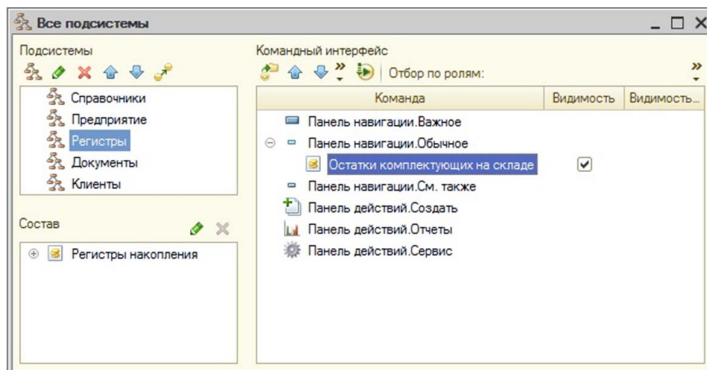 Все подсистемы
Подсистемы
Справочники
Предприятие
Регистры
Документы
Клиенты
Состав
Регистры накопления
Командный интерфейс
Отбор по ролям:
Команда Видимость Видимость...
Панель навигации.Важное
Панель навигации.Обычное
Остатки комплектующих на складе
Панель навигации.См. также
Панель действий.Создать
Панель действий.Отчеты
Панель действий.Сервис